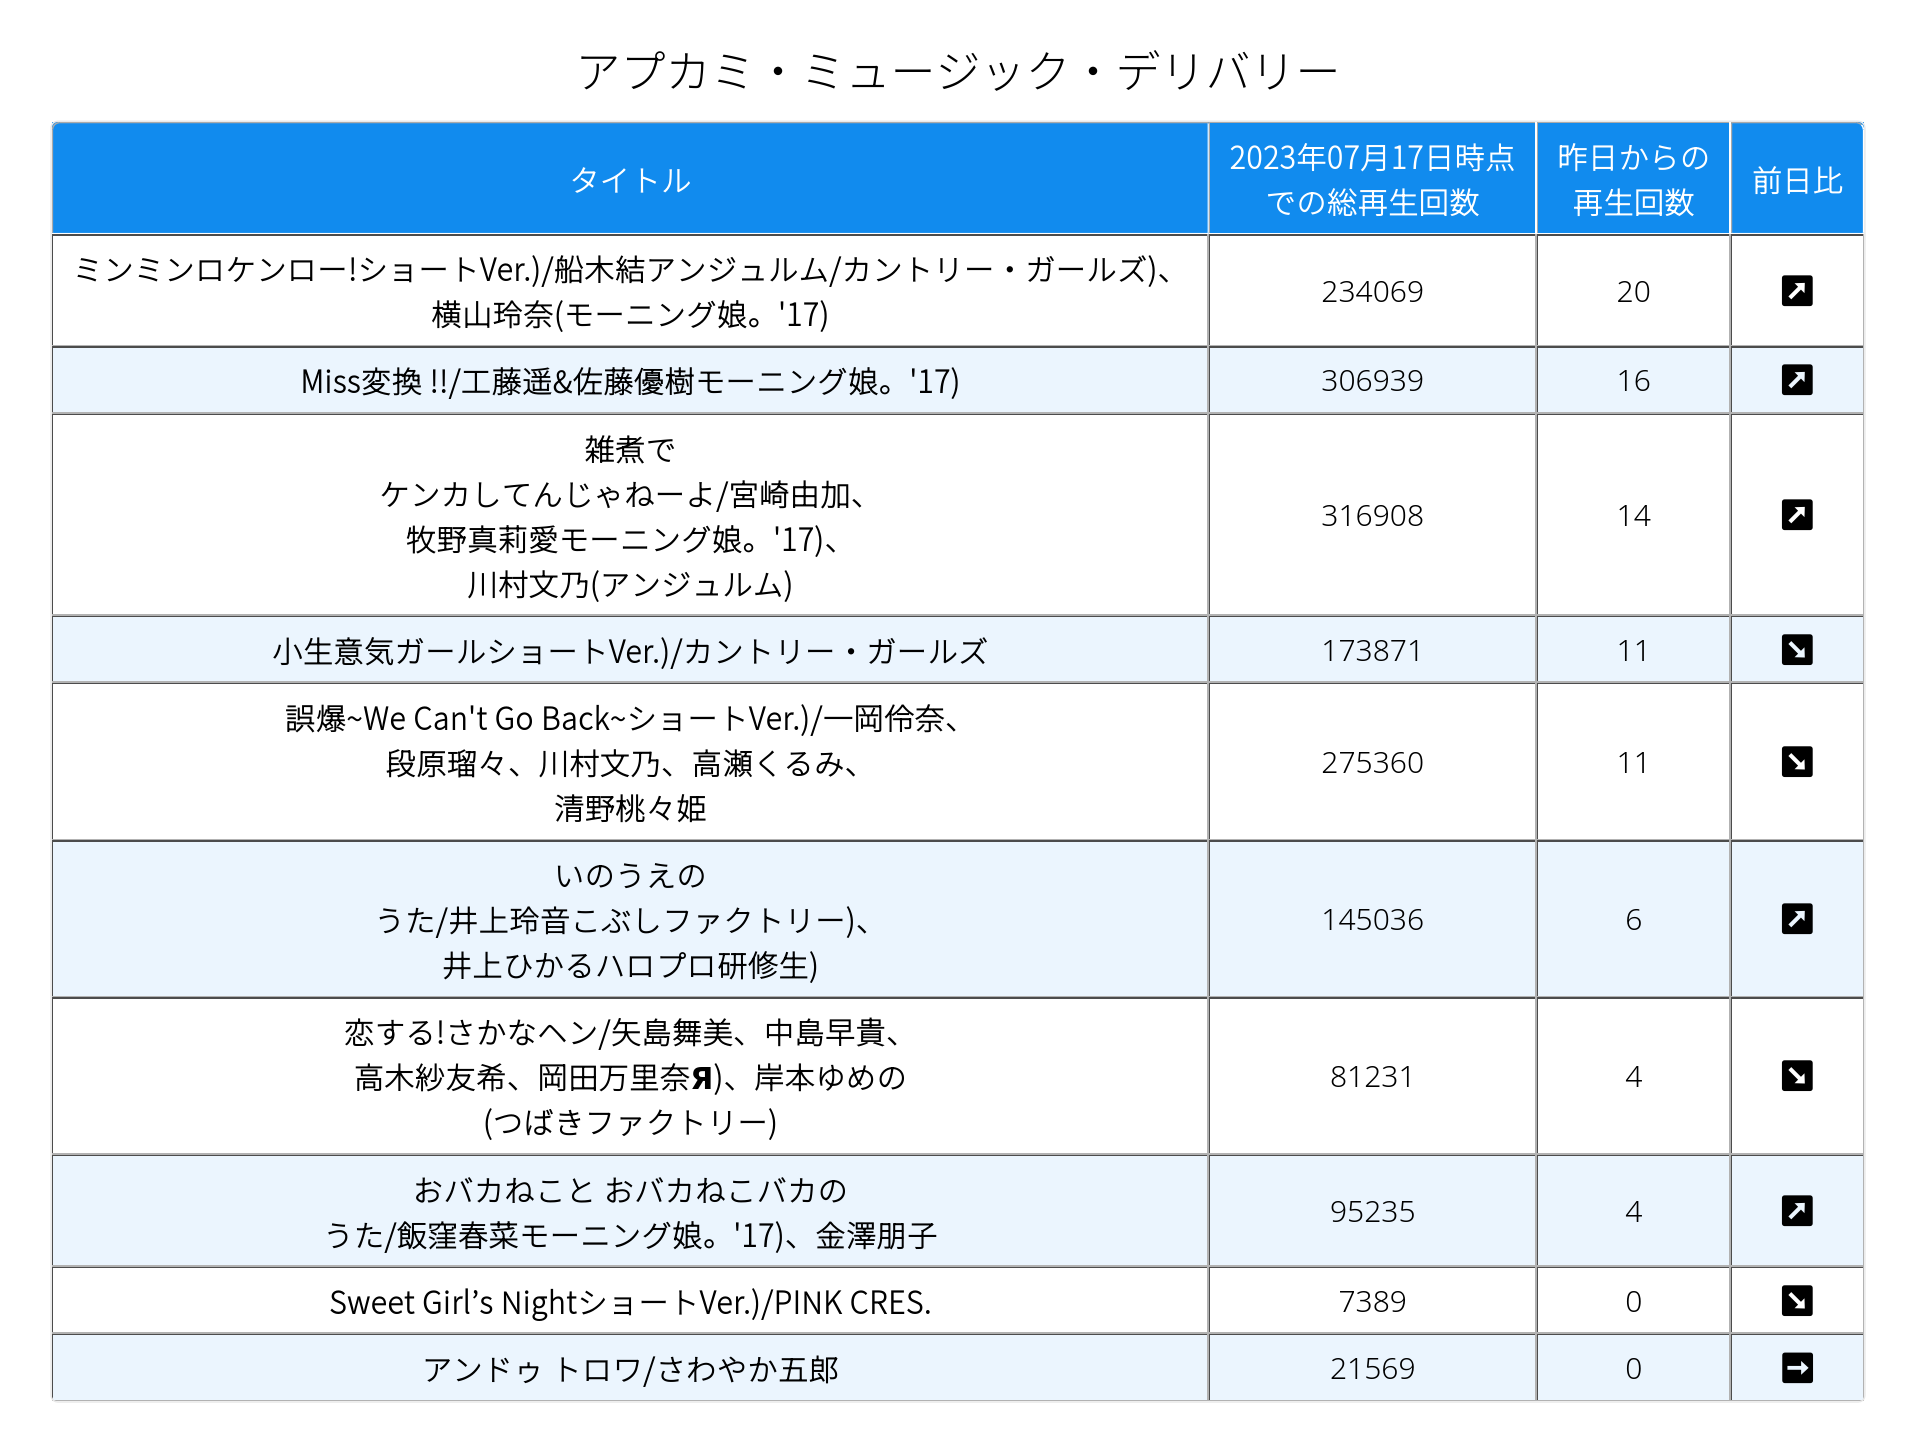 アプカミ・ミュージック・デリバリー
タイトル
2023年07月17日時点
での総再生回数
昨日からの
再生回数
前日比
ミンミンロケンロー!ショートVer.)/船木結アンジュルム/カントリー・ガールズ)、
横山玲奈(モーニング娘。'17)
234069
20
Miss変換 !!/工藤遥&佐藤優樹モーニング娘。'17)
306939
16
雑煮で
ケンカしてんじゃねーよ/宮崎由加、
牧野真莉愛モーニング娘。'17)、
川村文乃(アンジュルム)
316908
14
小生意気ガールショートVer.)/カントリー・ガールズ
173871
11
誤爆~We Can't Go Back~ショートVer.)/一岡伶奈、
段原瑠々、川村文乃、高瀬くるみ、
清野桃々姫
275360
11
いのうえの
うた/井上玲音こぶしファクトリー)、
井上ひかるハロプロ研修生)
145036
6
恋する!さかなヘン/矢島舞美、中島早貴、
高木紗友希、岡田万里奈Я)、岸本ゆめの
(つばきファクトリー)
81231
4
おバカねこと おバカねこバカの
うた/飯窪春菜モーニング娘。'17)、金澤朋子
95235
4
Sweet Girl’s NightショートVer.)/PINK CRES.
7389
0
アンドゥ トロワ/さわやか五郎
21569
0